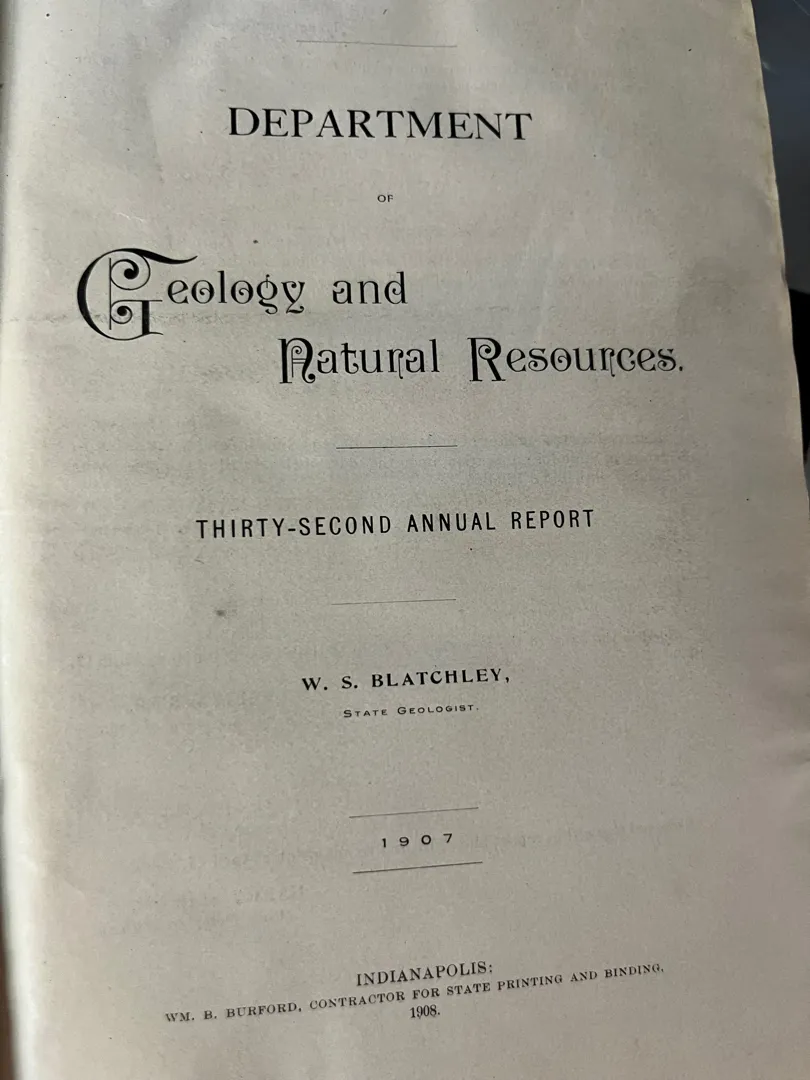 DEPARTMENT
OF
Geology and
Natural Resources.
THIRTY-SECOND ANNUAL REPORT
W. S. BLATCHLEY,
STATE GEOLOGIST.
1907
INDIANAPOLIS:
WM. B. BURFORD, CONTRACTOR FOR STATE PRINTING AND BINDING.
1908.